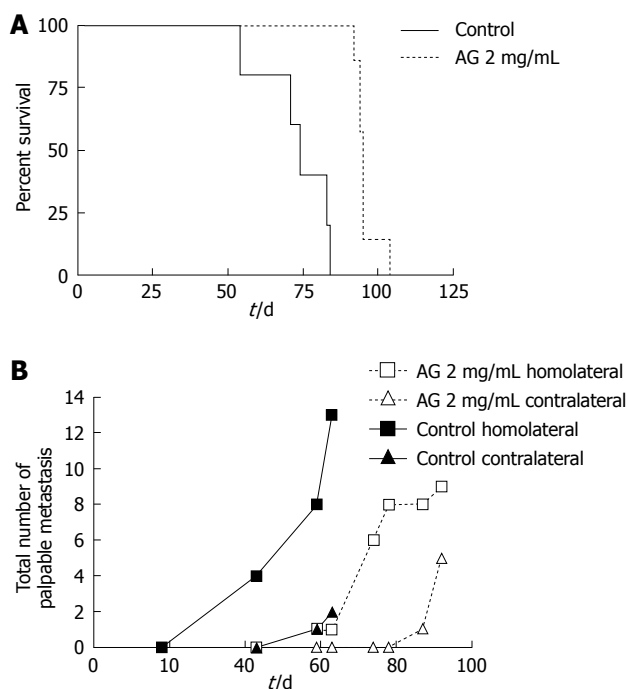 A
100
75
50
25
0
Percent survival
0 25 50 75 100 125
t/d
Control
AG 2 mg/mL
B
14
12
10
8
6
4
2
0
Total number of
palpable metastasis
0 10 40 60 80 100
t/d
AG 2 mg/mL homolateral
AG 2 mg/mL contralateral
Control homolateral
Control contralateral